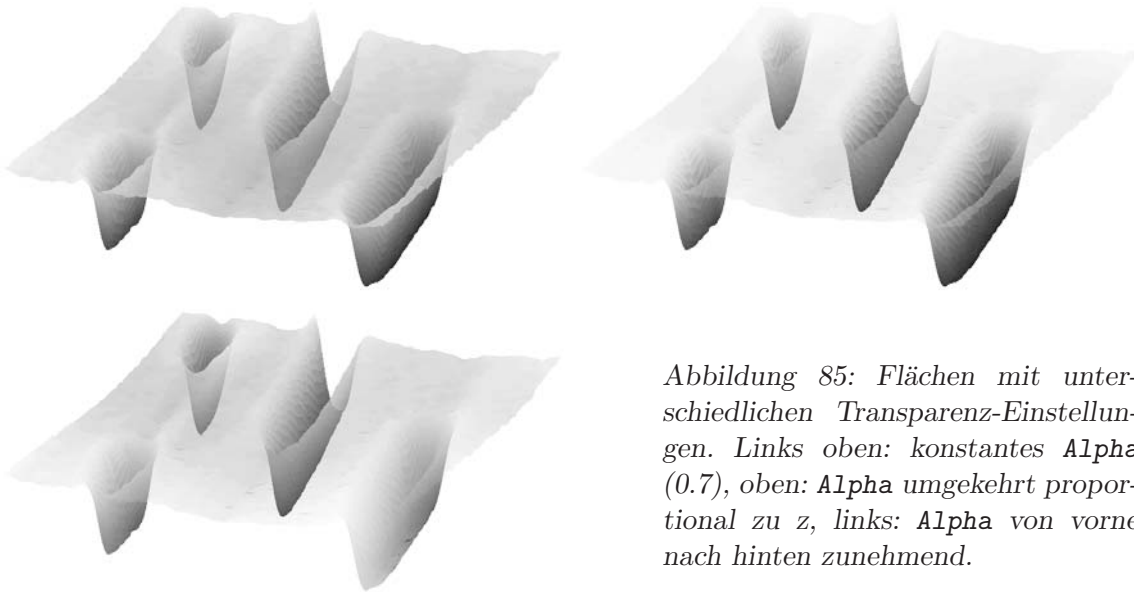 Abbildung 85: Flächen mit unter-
schiedlichen Transparenz-Einstellun-
gen. Links oben: konstantes Alpha
(0.7), oben: Alpha umgekehrt propor-
tional zu z, links: Alpha von vorne
nach hinten zunehmend.